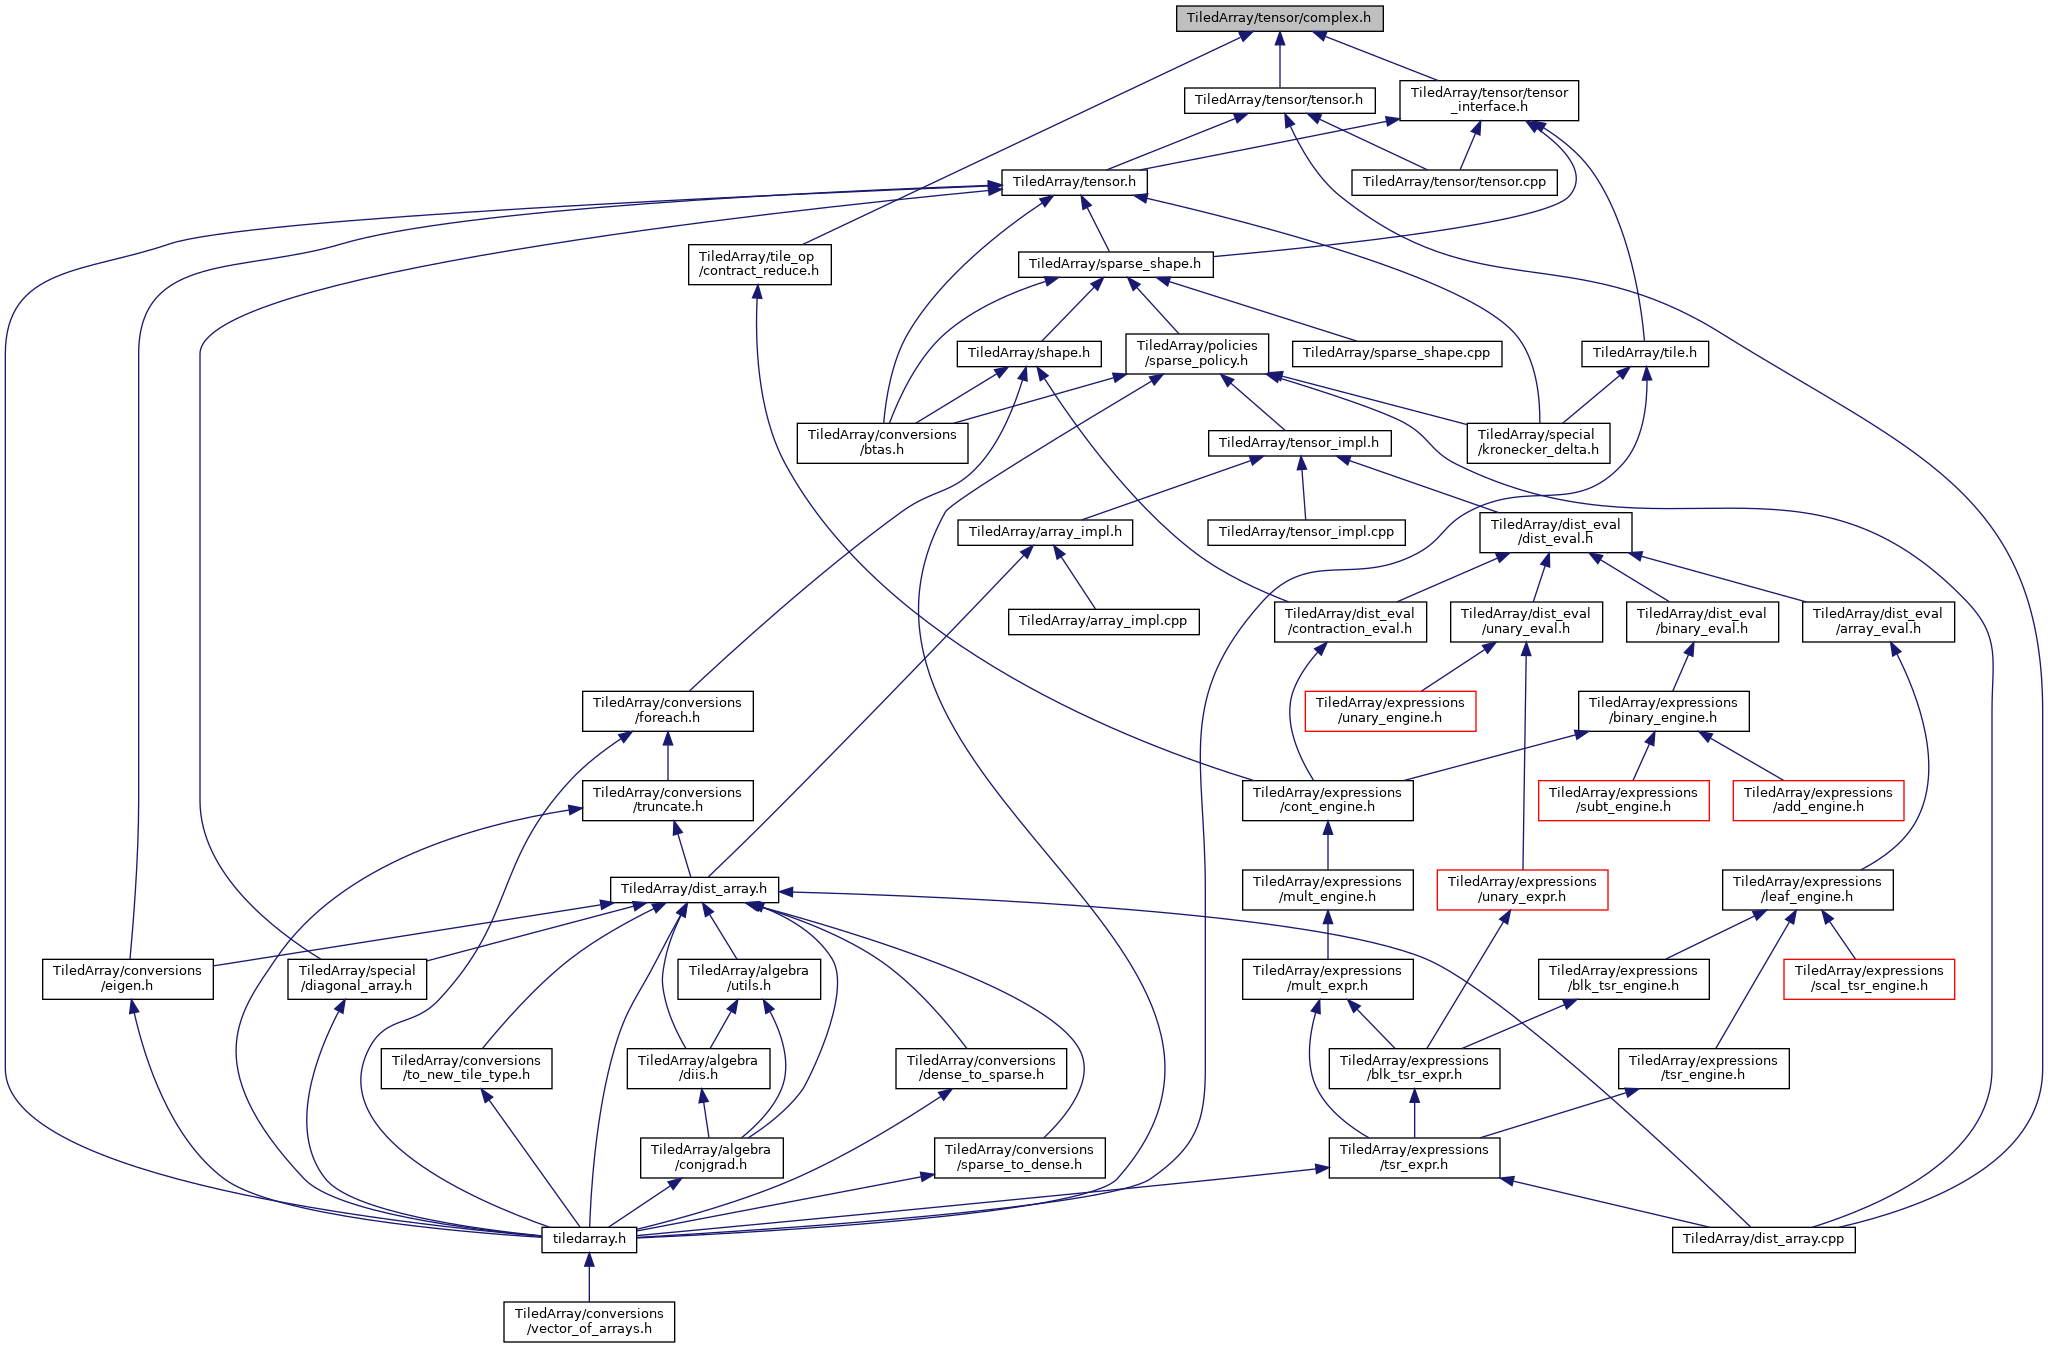 TiledArray/tensor/complex.h
TiledArray/tensor/tensor.h
TiledArray/tensor/tensor
_interface.h
TiledArray/tensor.h
TiledArray/tensor/tensor.cpp
TiledArray/tile_op
/contract_reduce.h
TiledArray/sparse_shape.h
TiledArray/shape.h
TiledArray/policies
/sparse_policy.h
TiledArray/sparse_shape.cpp
TiledArray/tile.h
TiledArray/conversions
/btas.h
TiledArray/tensor_impl.h
TiledArray/special
/kronecker_delta.h
TiledArray/array_impl.h
TiledArray/tensor_impl.cpp
TiledArray/dist_eval
/dist_eval.h
TiledArray/array_impl.cpp
TiledArray/dist_eval
/contraction_eval.h
TiledArray/dist_eval
/unary_eval.h
TiledArray/dist_eval
/binary_eval.h
TiledArray/dist_eval
/array_eval.h
TiledArray/conversions
/foreach.h
TiledArray/expressions
/unary_engine.h
TiledArray/expressions
/binary_engine.h
TiledArray/conversions
/truncate.h
TiledArray/expressions
/cont_engine.h
TiledArray/expressions
/subt_engine.h
TiledArray/expressions
/add_engine.h
TiledArray/dist_array.h
TiledArray/expressions
/mult_engine.h
TiledArray/expressions
/unary_expr.h
TiledArray/expressions
/leaf_engine.h
TiledArray/conversions
/eigen.h
TiledArray/special
/diagonal_array.h
TiledArray/algebra
/utils.h
TiledArray/expressions
/mult_expr.h
TiledArray/expressions
/blk_tsr_engine.h
TiledArray/expressions
/scal_tsr_engine.h
TiledArray/conversions
/to_new_tile_type.h
TiledArray/algebra
/diis.h
TiledArray/conversions
/dense_to_sparse.h
TiledArray/expressions
/blk_tsr_expr.h
TiledArray/expressions
/tsr_engine.h
TiledArray/algebra
/conjgrad.h
TiledArray/conversions
/sparse_to_dense.h
TiledArray/expressions
/tsr_expr.h
tiledarray.h
TiledArray/dist_array.cpp
TiledArray/conversions
/vector_of_arrays.h